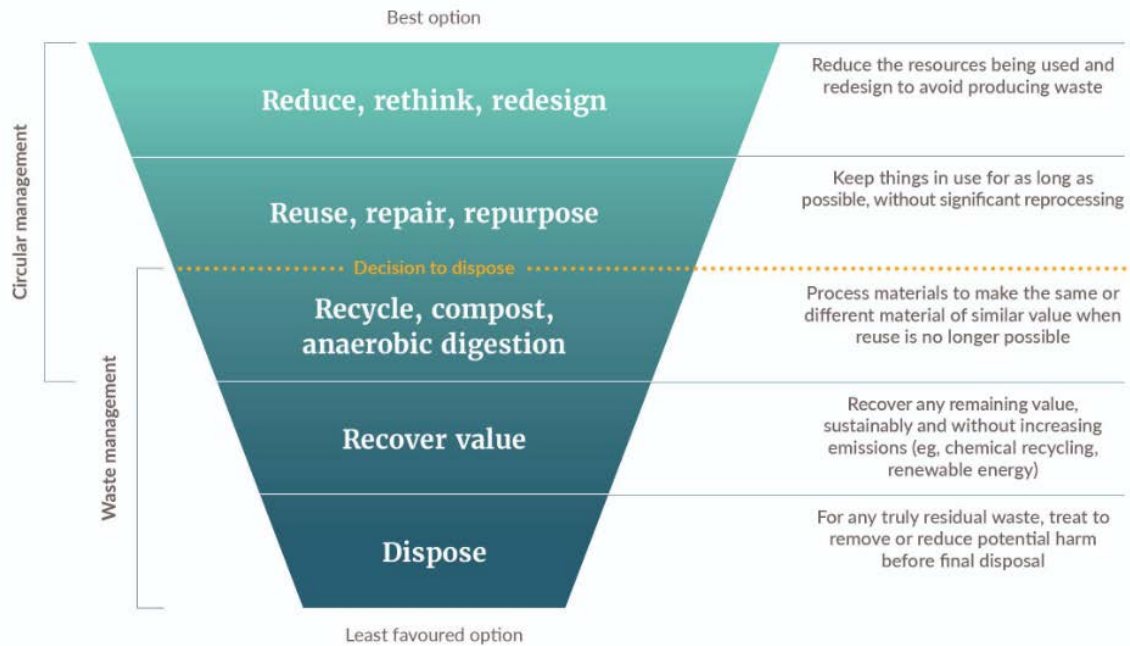 Best option
Circular management
Waste management
Reduce, rethink, redesign
Reduce the resources being used and
redesign to avoid producing waste
Reuse, repair, repurpose
Keep things in use for as long as
possible, without significant reprocessing
Decision to dispose
Recycle, compost,
anaerobic digestion
Process materials to make the same or
different material of similar value when
reuse is no longer possible
Recover value
Recover any remaining value,
sustainably and without increasing
emissions (eg, chemical recycling,
renewable energy)
Dispose
For any truly residual waste, treat to
remove or reduce potential harm
before final disposal
Least favoured option